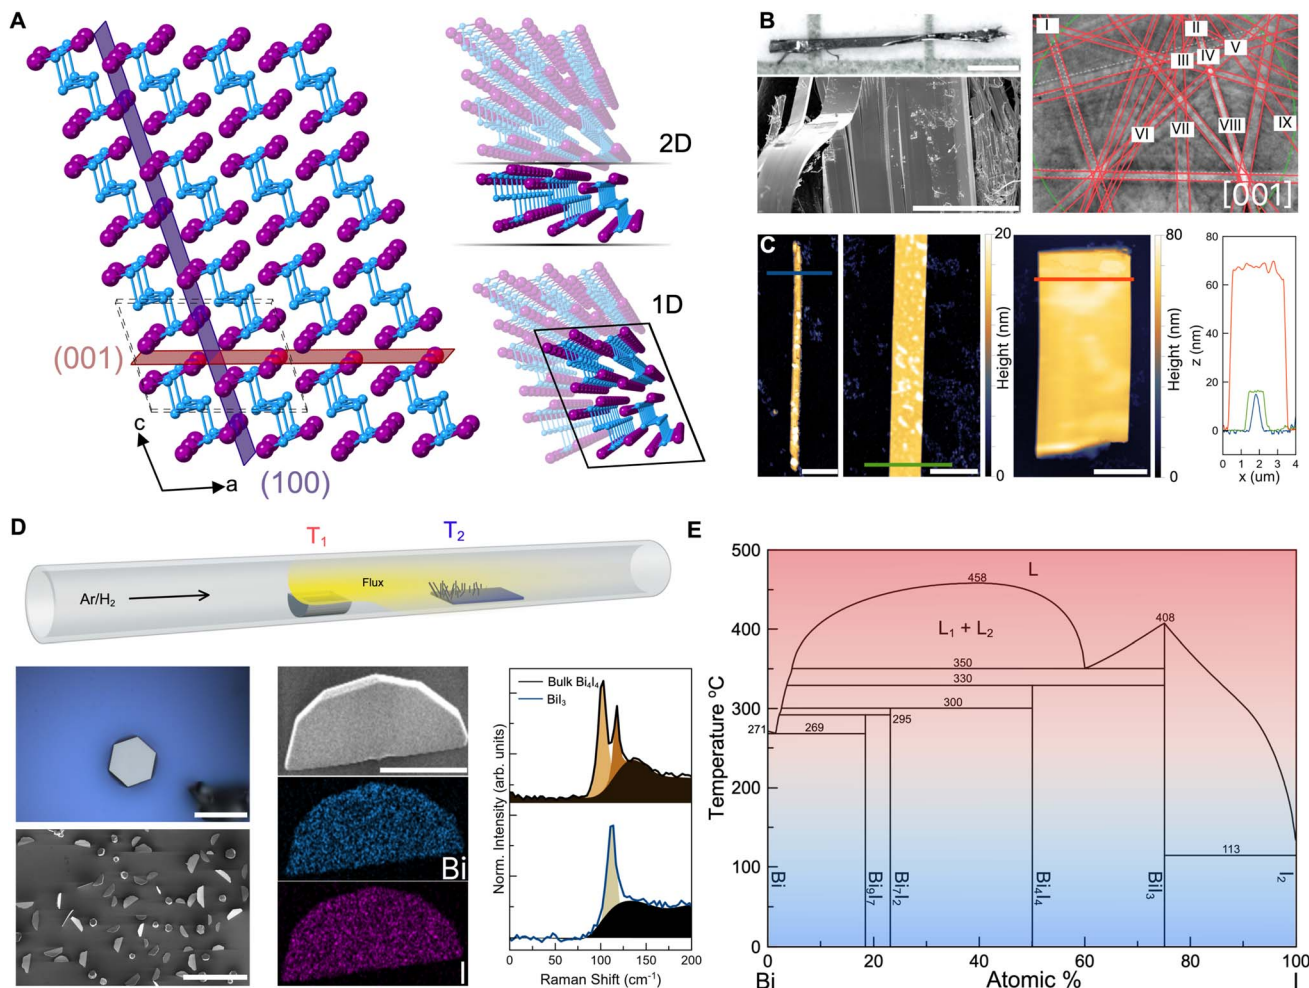 A
2D
1D
(001)
(100)
c
a
B
I
II
III
IV
V
VI
VII
VIII
IX
[001]
C
20
Height (nm)
0
80
Height (nm)
0
80
60
40
20
0
z (nm)
0 1 2 3 4
x (um)
D
T1
T2
Ar/H2
Flux
Bi
I
Norm. Intensity (arb. units)
Bulk Bi4I4
BiI3
0 50 100 150 200
Raman Shift (cm-1)
E
500
400
300
200
100
0
Temperature °C
L
458
L1 + L2
408
350
330
300
271
269
295
113
Bi
Bi9I7
Bi7I2
Bi4I4
BiI3
I2
0 20 40 60 80 100
Bi
Atomic %
I